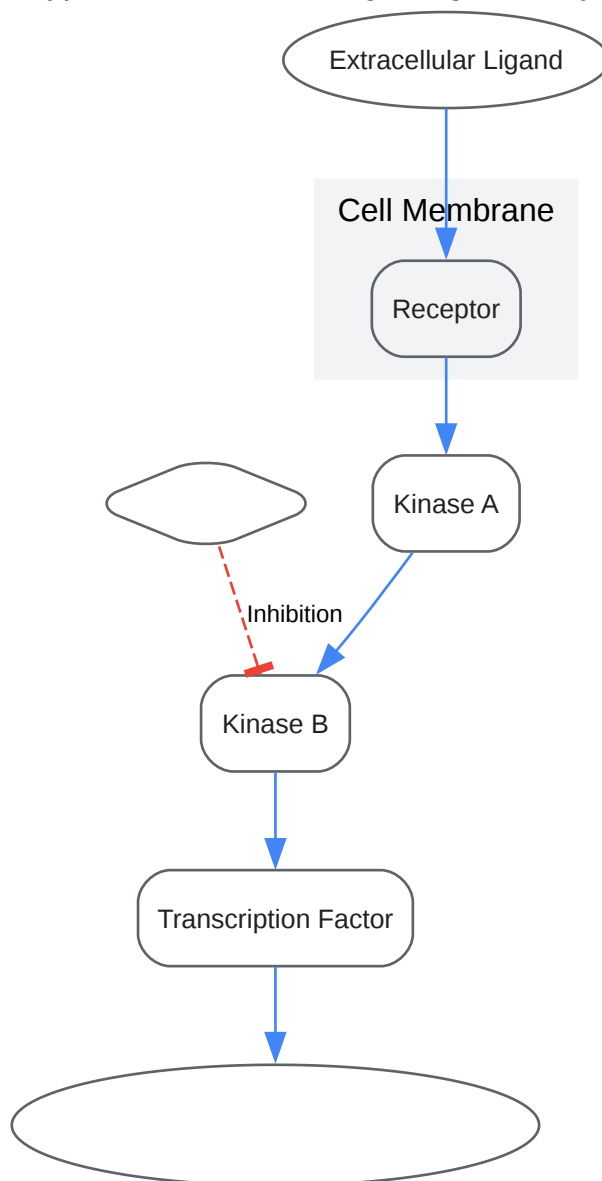 Extracellular Ligand
Cell Membrane
Receptor
Kinase A
Inhibition
Kinase B
Transcription Factor